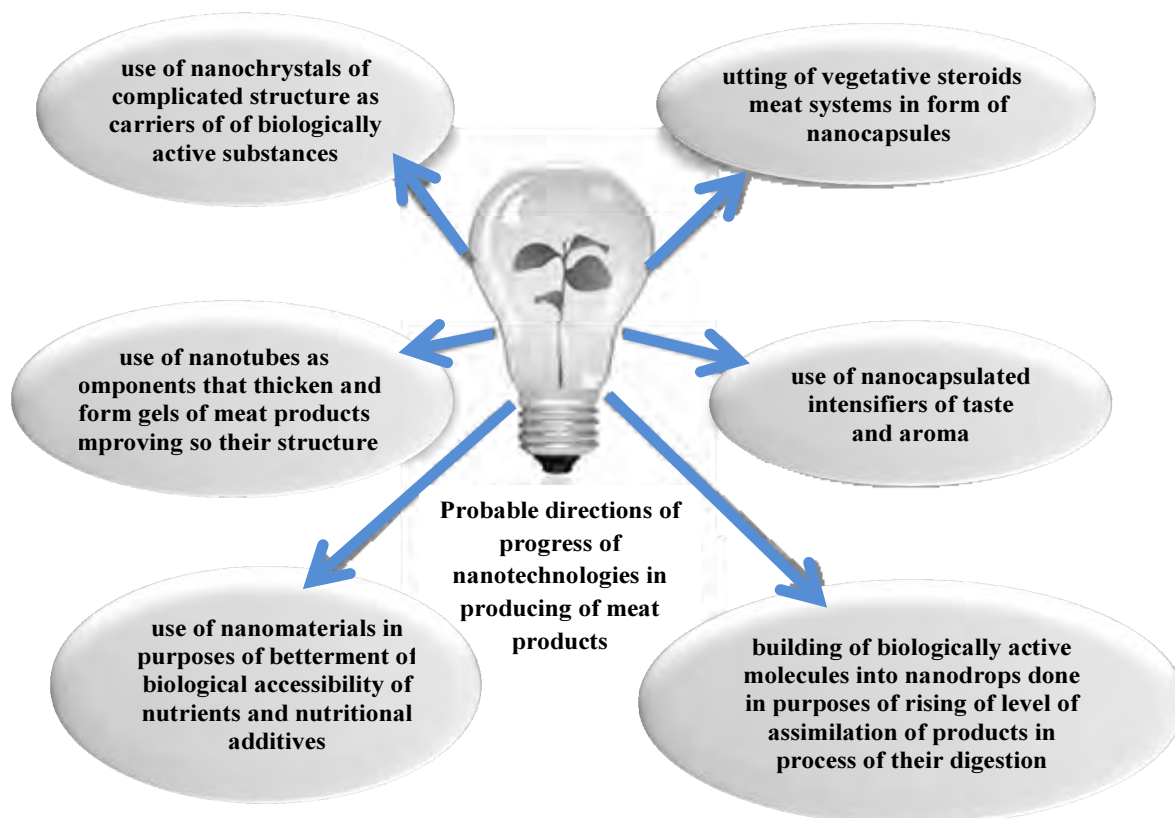 use of nanochrystals of
complicated structure as
carriers of of biologically
active substances
utting of vegetative steroids
meat systems in form of
nanocapsules
use of nanotubes as
omponents that thicken and
form gels of meat products
mproving so their structure
use of nanocapsulated
intensifiers of taste
and aroma
Probable directions of
progress of
nanotechnologies in
producing of meat
products
use of nanomaterials in
purposes of betterment of
biological accessibility of
nutrients and nutritional
additives
building of biologically active
molecules into nanodrops done
in purposes of rising of level of
assimilation of products in
process of their digestion